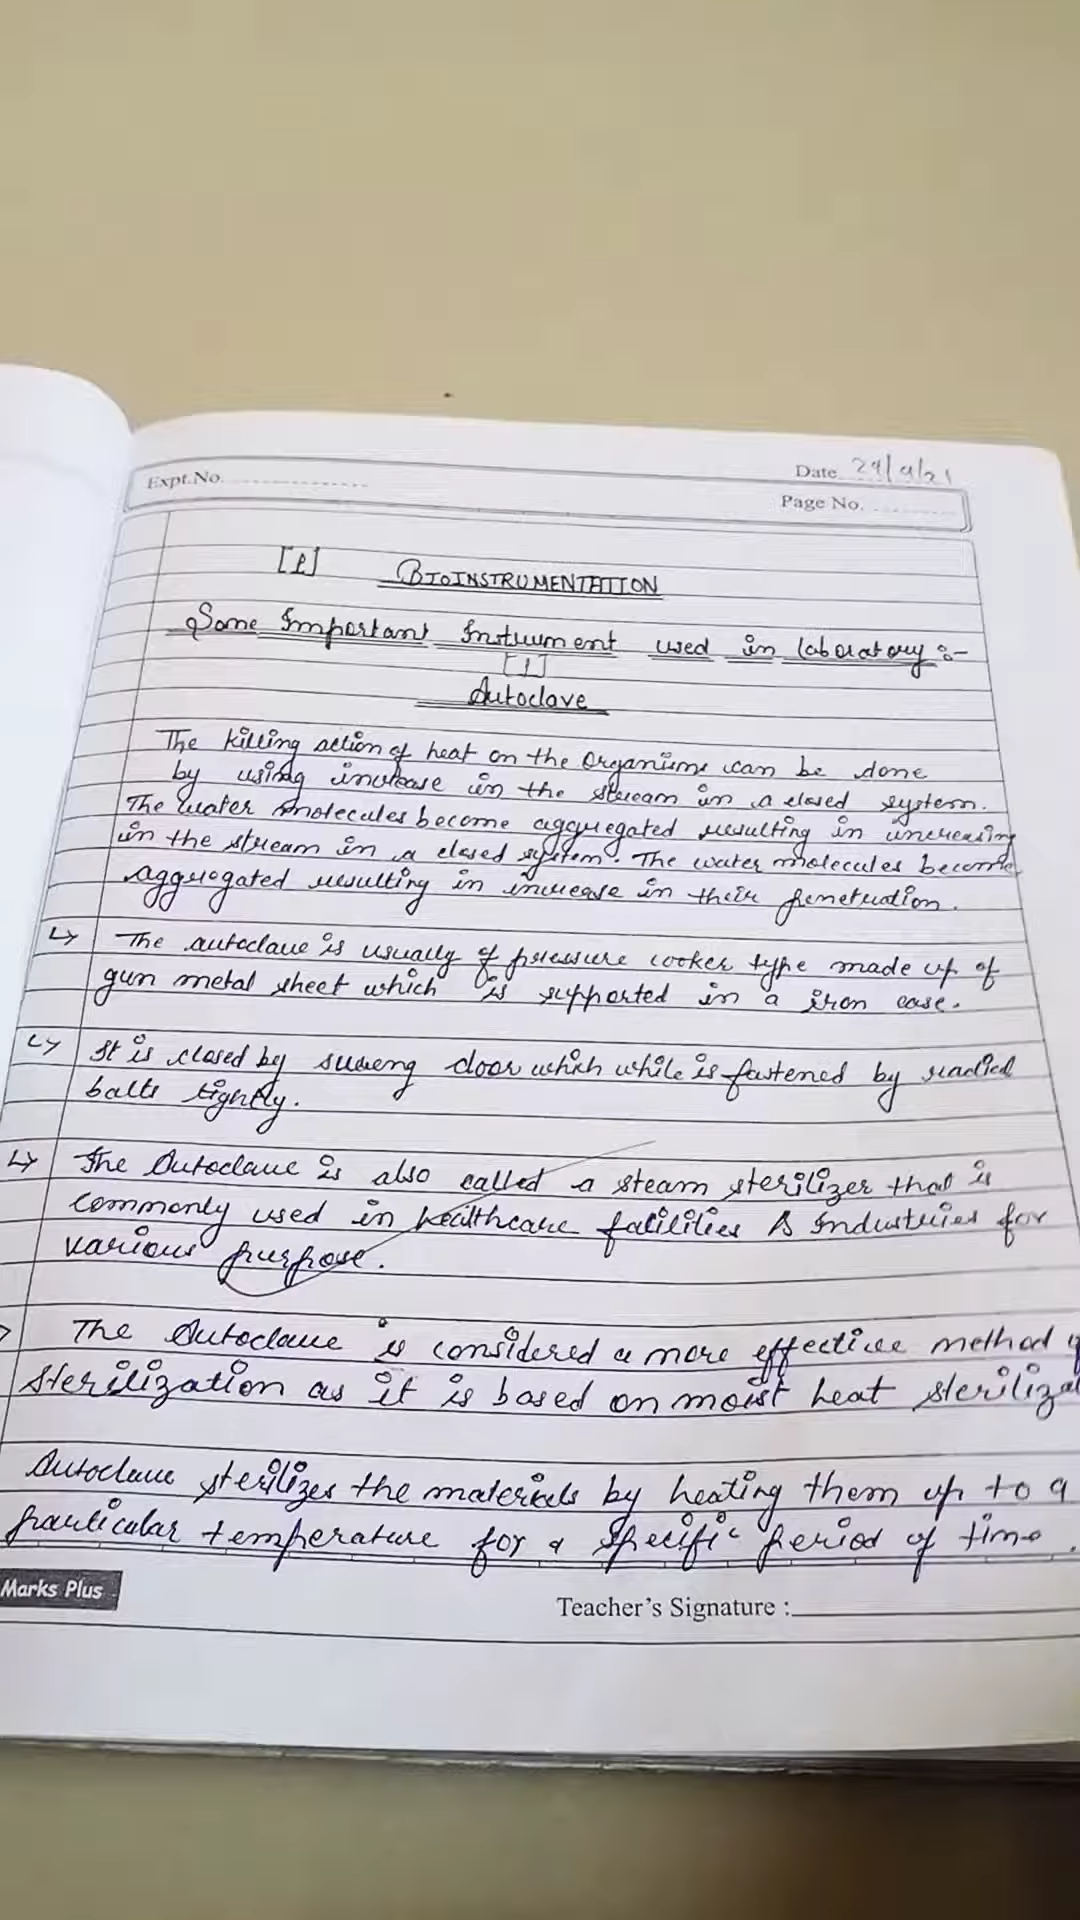 Expt.No.
Date 29/9/21
Page No.
[1] BIOINSTRUMENTATION
Some Important Instrument used in laboratory :-
[1]
Autoclave
The killing action of heat on the Organisms can be done
by using increase in the stream in a closed system.
The water molecules become aggregated resulting in increasing
in the stream in a closed system. The water molecules become
aggregated resulting in increase in their penetration.
↳ The autoclave is usually of pressure cooker type made up of
gun metal sheet which is supported in a iron case.
↳ It is closed by door which while is fastened by
balts tightly.
↳ The Autoclave is also called a steam sterilizer that is
commonly used in healthcare falilities & Industries for
various purpose.
The Autoclave is considered a more effective method
sterilization as it is based on moist heat steriliza
Autoclave sterilizes the materials by heating them up to a
particular temperature for a specific period of time.
Marks Plus
Teacher's Signature :